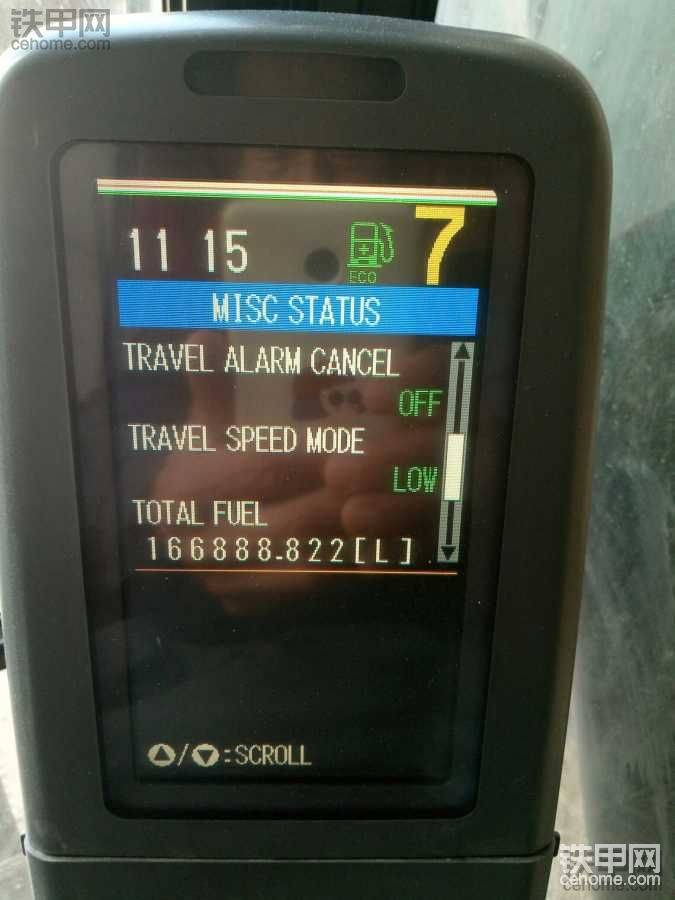 铁甲网
cehome.com
11 15
7
ECO
MISC STATUS
TRAVEL ALARM CANCEL
OFF
TRAVEL SPEED MODE
LOW
TOTAL FUEL
166888.822[L]
/ :SCROLL
铁甲网
cehome.com